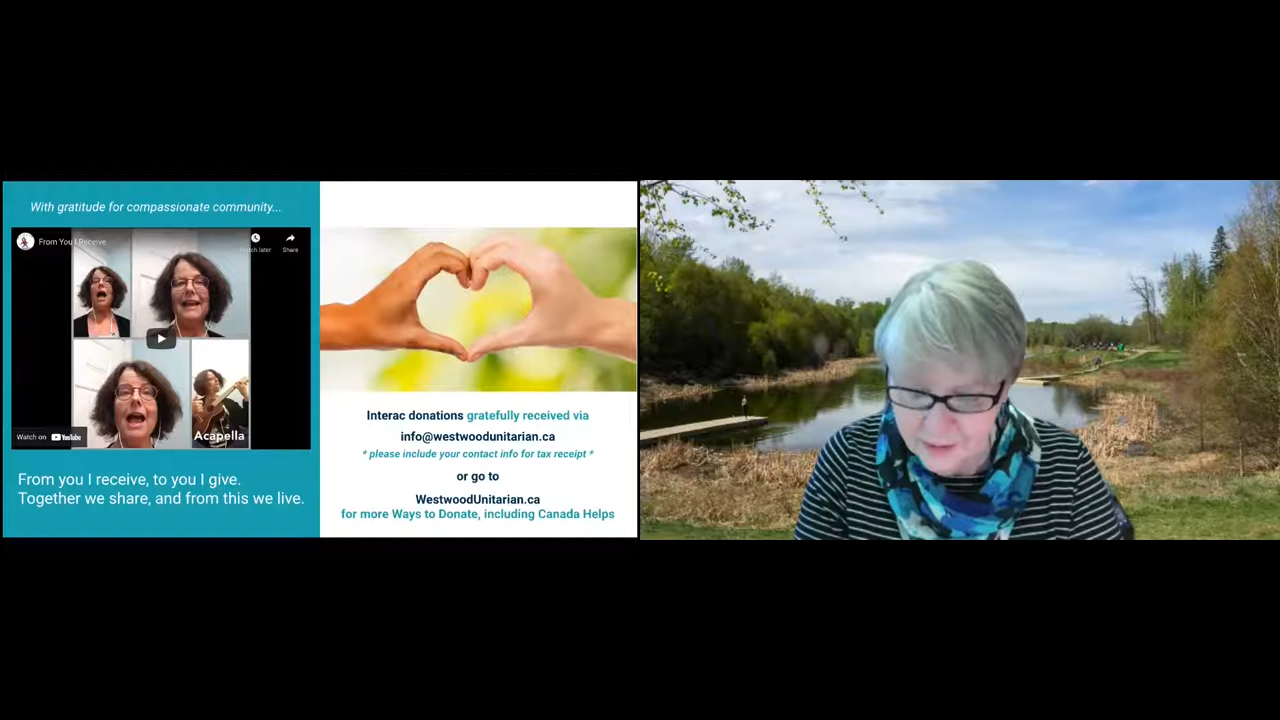 With gratitude for compassionate community...
From You I Receive
Watch later
Share
Watch on YouTube
Acapella
From you I receive, to you I give.
Together we share, and from this we live.
Interac donations gratefully received via
info@westwoodunitarian.ca
* please include your contact info for tax receipt *
or go to
WestwoodUnitarian.ca
for more Ways to Donate, including Canada Helps